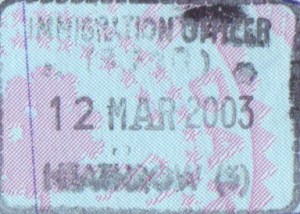 IMMIGRATION OFFICER
12 MAR 2003
HEATHROW (3)